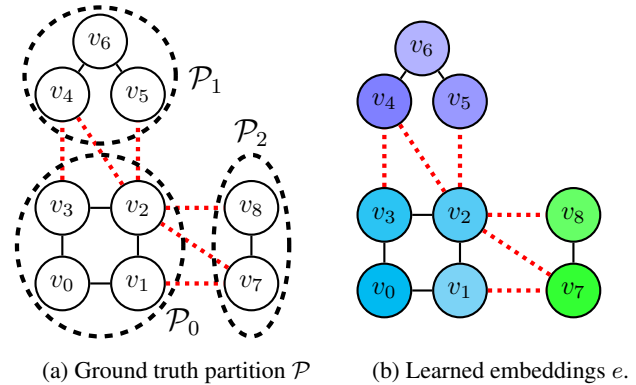 v₆ v₆
v₄ v₅ 𝒫₁ v₄ v₅
𝒫₂
v₃ v₂ v₈ v₃ v₂ v₈
v₀ v₁ v₇ v₀ v₁ v₇
𝒫₀
(a) Ground truth partition 𝒫 (b) Learned embeddings e.